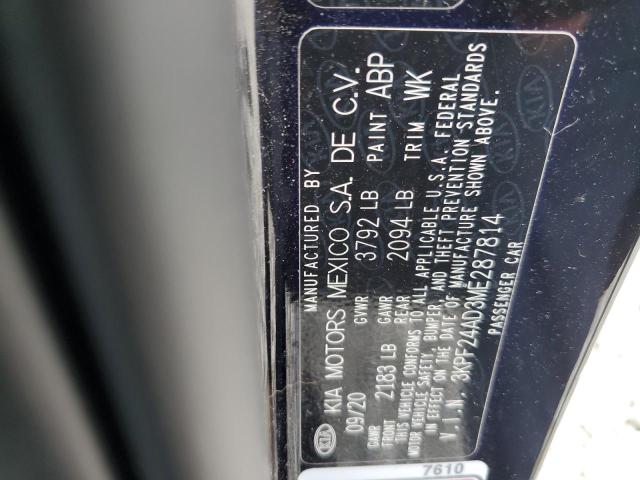 MANUFACTURED BY
KIA KIA MOTORS MEXICO S.A. DE C.V.
09/20 GVWR 3792 LB PAINT ABP
GAWR FRONT 2183 LB GAWR REAR 2094 LB TRIM WK
THIS VEHICLE CONFORMS TO ALL APPLICABLE U.S.A. FEDERAL
MOTOR VEHICLE SAFETY, BUMPER, AND THEFT PREVENTION STANDARDS
IN EFFECT ON THE DATE OF MANUFACTURE SHOWN ABOVE.
V.I.N. 3KPF24AD3ME287814
PASSENGER CAR
7610